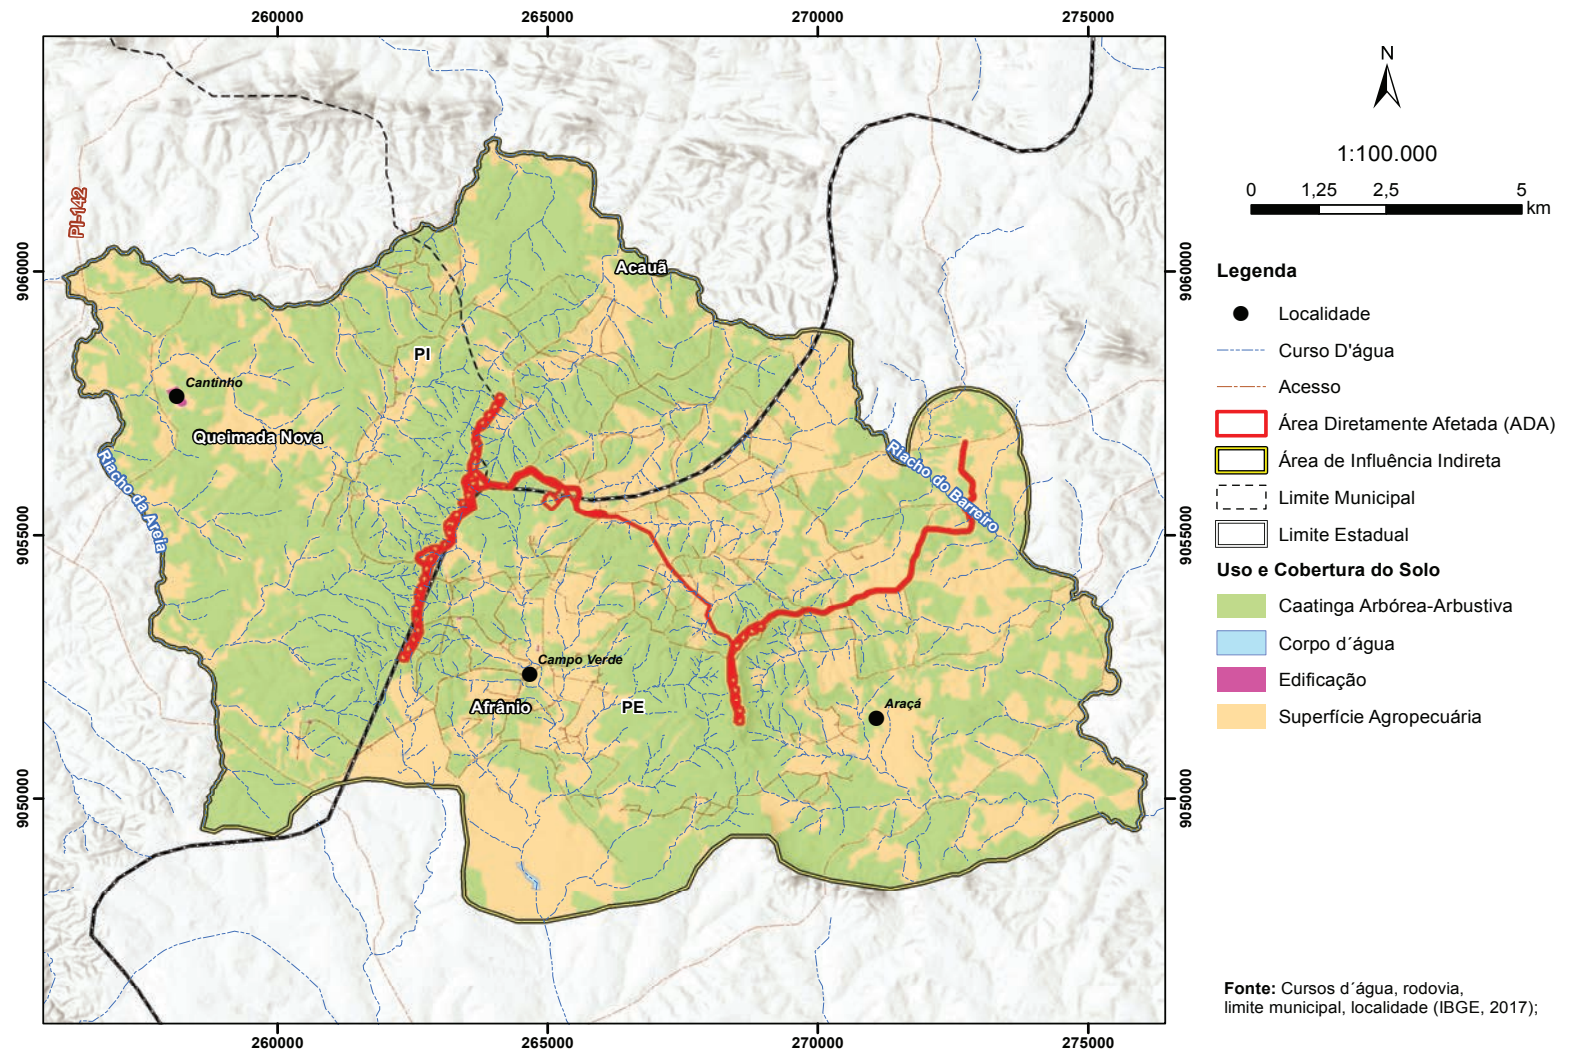 260000
265000
270000
275000
N
1:100.000
0
1,25
2,5
5
km
PI-142
9060000
9060000
Acauã
Legenda
Localidade
Curso D'água
Acesso
Área Diretamente Afetada (ADA)
Área de Influência Indireta
Limite Municipal
Limite Estadual
Uso e Cobertura do Solo
Caatinga Arbórea-Arbustiva
Corpo d´água
Edificação
Superfície Agropecuária
PI
Cantinho
Queimada Nova
Riacho da Areia
Riacho do Barreiro
9055000
9055000
Campo Verde
Afrânio
PE
Araçá
9050000
9050000
Fonte: Cursos d´água, rodovia,
limite municipal, localidade (IBGE, 2017);
260000
265000
270000
275000